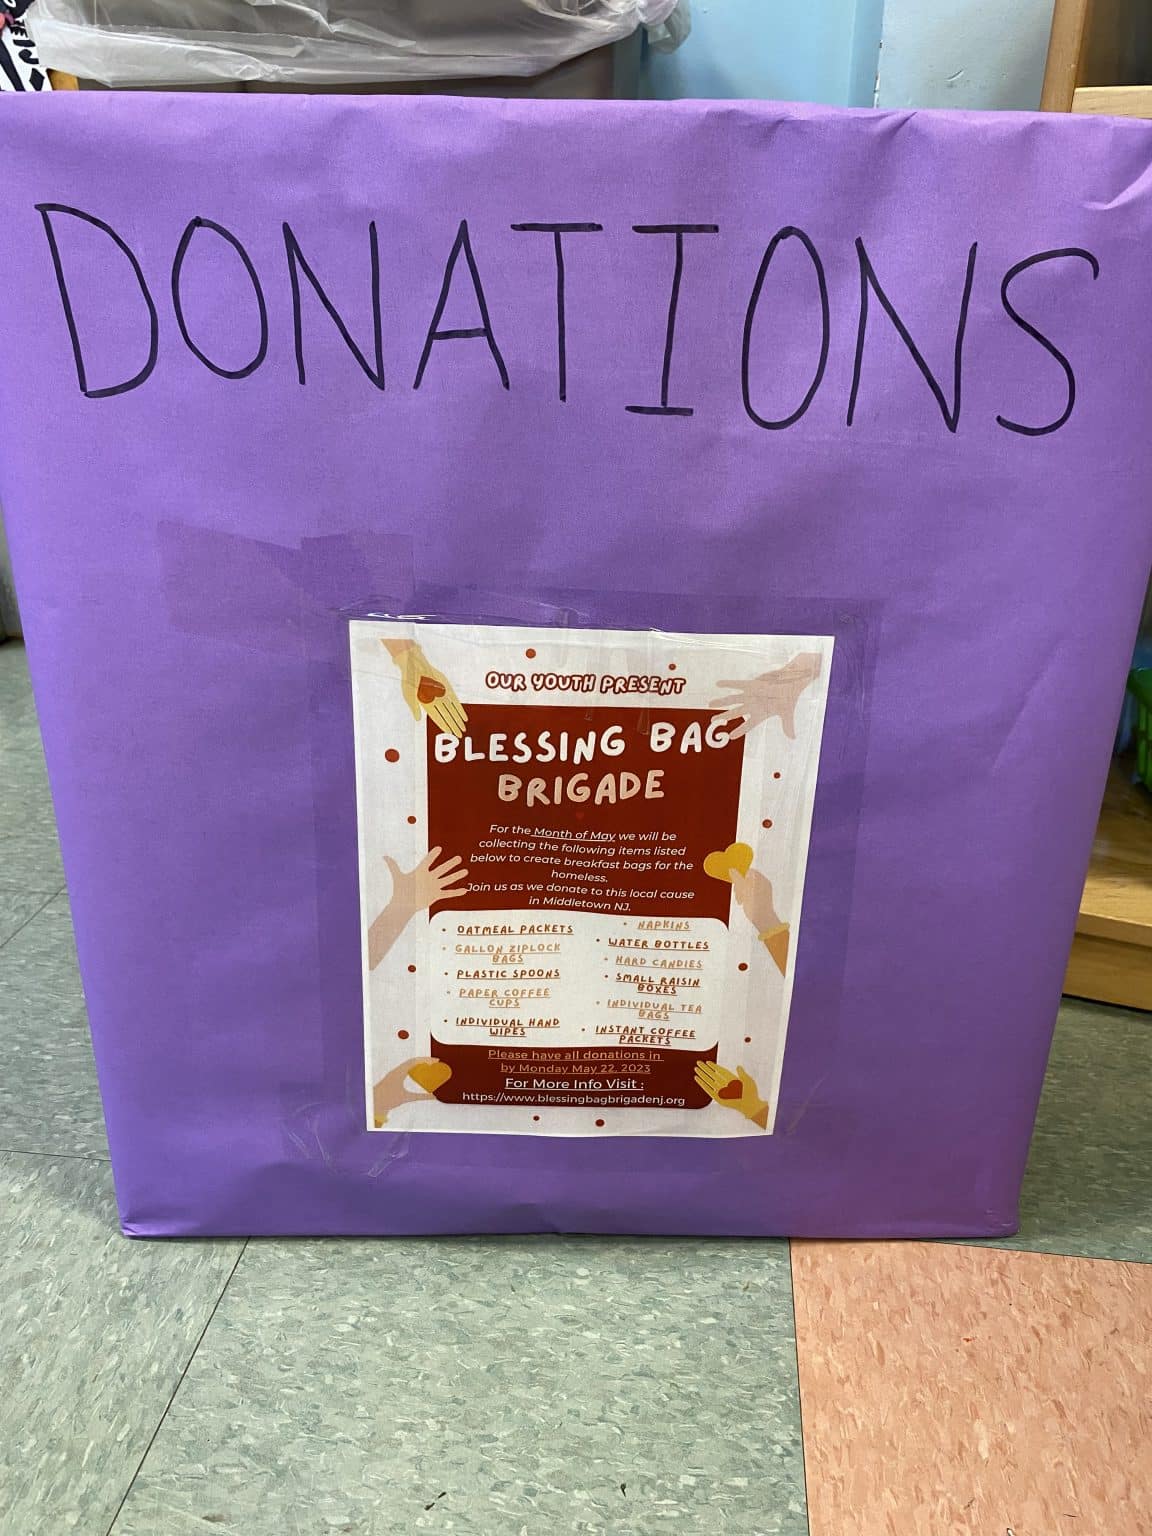 DONATIONS
OUR YOUTH PRESENT
BLESSING BAG
BRIGADE
For the Month of May we will be
collecting the following items listed
below to create breakfast bags for the
homeless.
Join us as we donate to this local cause
in Middletown NJ.
• OATMEAL PACKETS
• GALLON ZIPLOCK
BAGS
• PLASTIC SPOONS
• PAPER COFFEE
CUPS
• INDIVIDUAL HAND
WIPES
• NAPKINS
• WATER BOTTLES
• HARD CANDIES
• SMALL RAISIN
BOXES
• INDIVIDUAL TEA
BAGS
• INSTANT COFFEE
PACKETS
Please have all donations in
by Monday May 22, 2023
For More Info Visit :
https://www.blessingbagbrigadenj.org